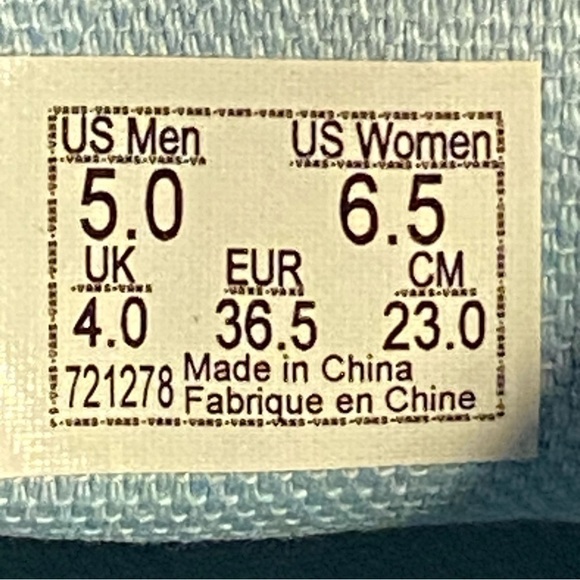 US Men US Women
5.0 6.5
UK EUR CM
4.0 36.5 23.0
721278 Made in China
Fabrique en Chine